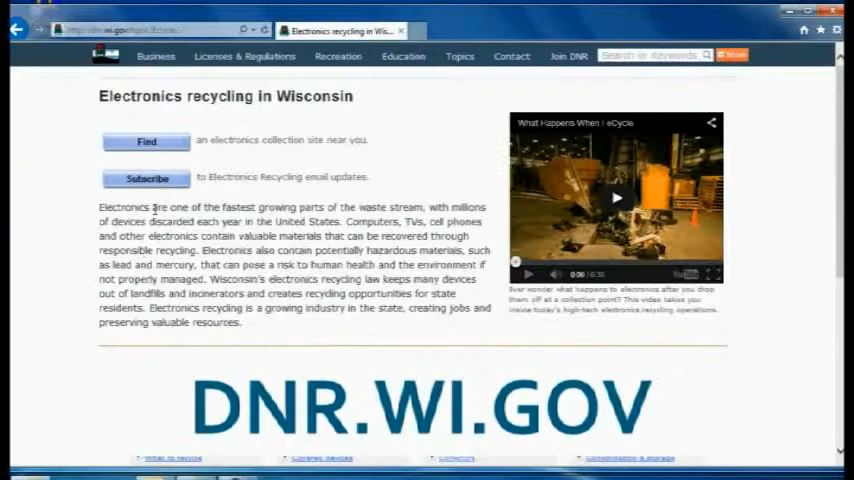 Electronics recycling in Wis...
Business Licenses & Regulations Recreation Education Topics Contact Join DNR Search or Keywords
Electronics recycling in Wisconsin
Find an electronics collection site near you.
Subscribe to Electronics Recycling email updates.
Electronics are one of the fastest growing parts of the waste stream, with millions
of devices discarded each year in the United States. Computers, TVs, cell phones
and other electronics contain valuable materials that can be recovered through
responsible recycling. Electronics also contain potentially hazardous materials, such
as lead and mercury, that can pose a risk to human health and the environment if
not properly managed. Wisconsin's electronics recycling law keeps many devices
out of landfills and incinerators and creates recycling opportunities for state
residents. Electronics recycling is a growing industry in the state, creating jobs and
preserving valuable resources.
What Happens When I eCycle
0:00
Ever wonder what happens to electronics after you drop
them off at a collection point? This video takes you
inside today's high-tech electronics recycling operations.
DNR.WI.GOV